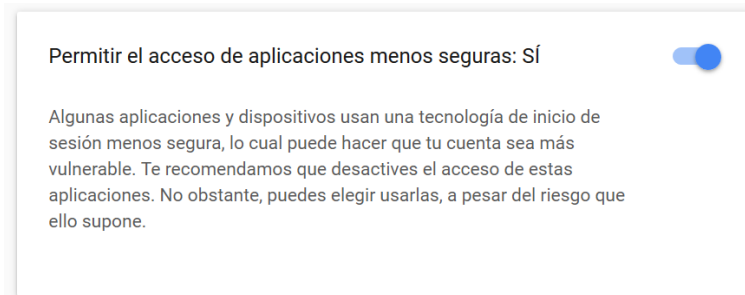 Permitir el acceso de aplicaciones menos seguras: SÍ
Algunas aplicaciones y dispositivos usan una tecnología de inicio de
sesión menos segura, lo cual puede hacer que tu cuenta sea más
vulnerable. Te recomendamos que desactives el acceso de estas
aplicaciones. No obstante, puedes elegir usarlas, a pesar del riesgo que
ello supone.